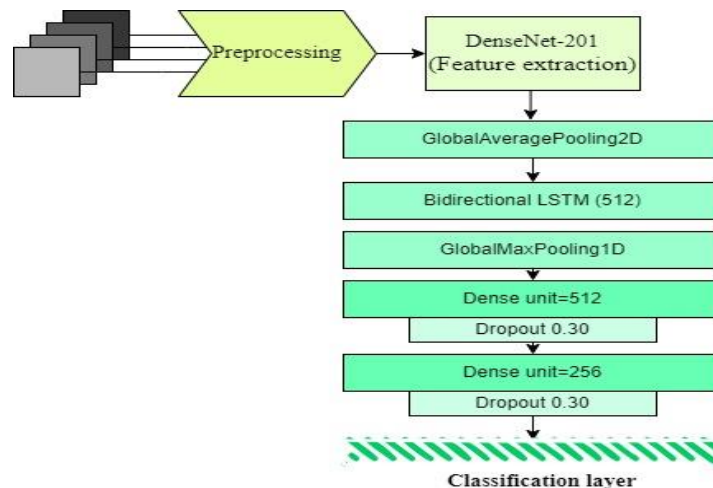 Preprocessing
DenseNet-201
(Feature extraction)
GlobalAveragePooling2D
Bidirectional LSTM (512)
GlobalMaxPooling1D
Dense unit=512
Dropout 0.30
Dense unit=256
Dropout 0.30
Classification layer